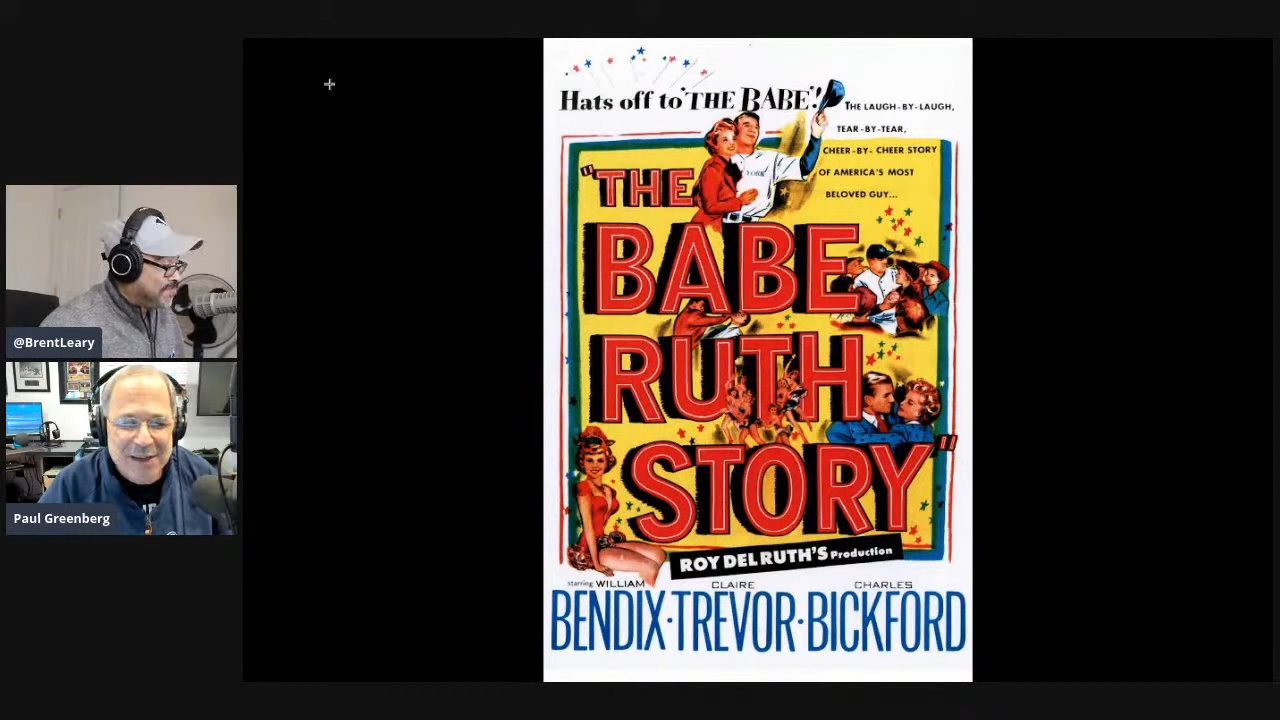 Hats off to "THE BABE"!
THE LAUGH-BY-LAUGH,
TEAR-BY-TEAR,
CHEER-BY-CHEER STORY
OF AMERICA'S MOST
BELOVED GUY...
YORK
"THE
BABE
RUTH
STORY"
ROY DEL RUTH'S Production
starring WILLIAM CLAIRE CHARLES
BENDIX·TREVOR·BICKFORD
@BrentLeary
Paul Greenberg